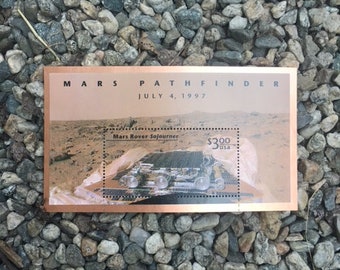 MARS PATHFINDER
JULY 4, 1997
Mars Rover Sojourner
$3.00
USA